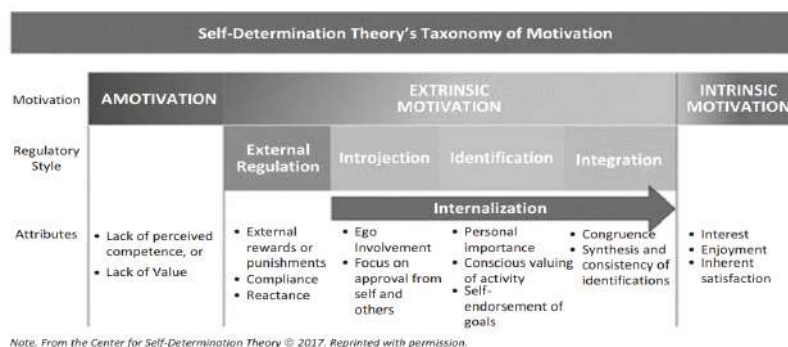 Self-Determination Theory's Taxonomy of Motivation
Motivation
AMOTIVATION
EXTRINSIC
MOTIVATION
INTRINSIC
MOTIVATION
Regulatory
Style
External
Regulation
Introjection
Identification
Integration
Internalization
Attributes
• Lack of perceived
competence, or
• Lack of Value
• External
rewards or
punishments
• Compliance
• Reactance
• Ego
Involvement
• Focus on
approval from
self and
others
• Personal
importance
• Conscious valuing
of activity
• Self-
endorsement of
goals
• Congruence
• Synthesis and
consistency of
identifications
• Interest
• Enjoyment
• Inherent
satisfaction
Note. From the Center for Self-Determination Theory © 2017. Reprinted with permission.